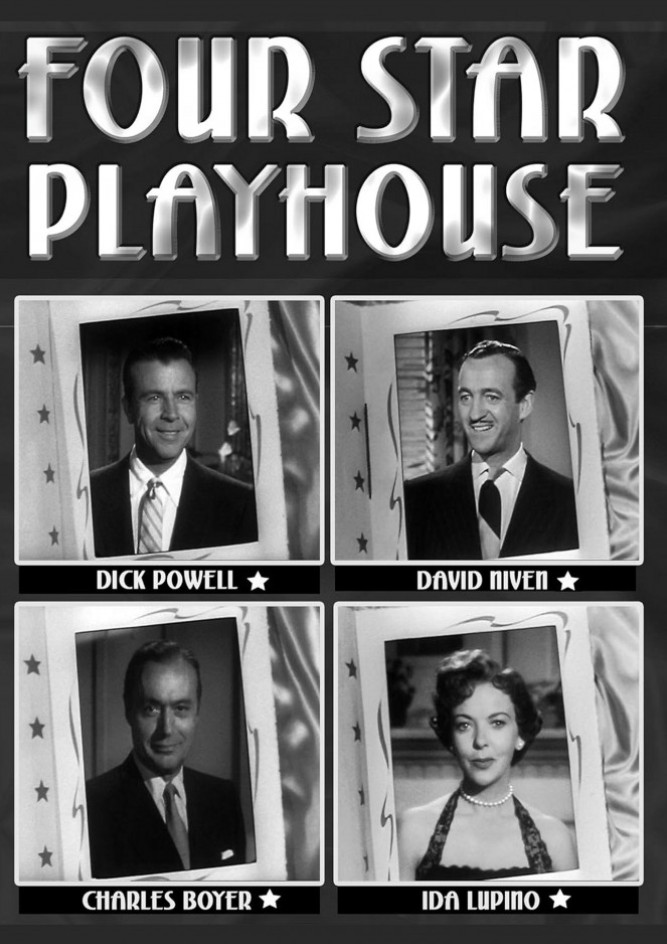 FOUR STAR
PLAYHOUSE
DICK POWELL ★
DAVID NIVEN ★
CHARLES BOYER ★
IDA LUPINO ★